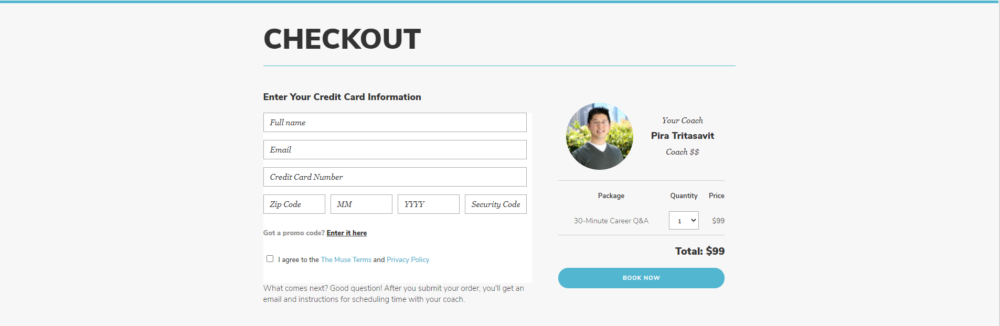 CHECKOUT
Enter Your Credit Card Information
Full name
Email
Credit Card Number
Zip Code MM YYYY Security Code
Got a promo code? Enter it here
I agree to the The Muse Terms and Privacy Policy
What comes next? Good question! After you submit your order, you'll get an
email and instructions for scheduling time with your coach.
Your Coach
Pira Tritasavit
Coach $$
Package Quantity Price
30-Minute Career Q&A 1 $99
Total: $99
BOOK NOW